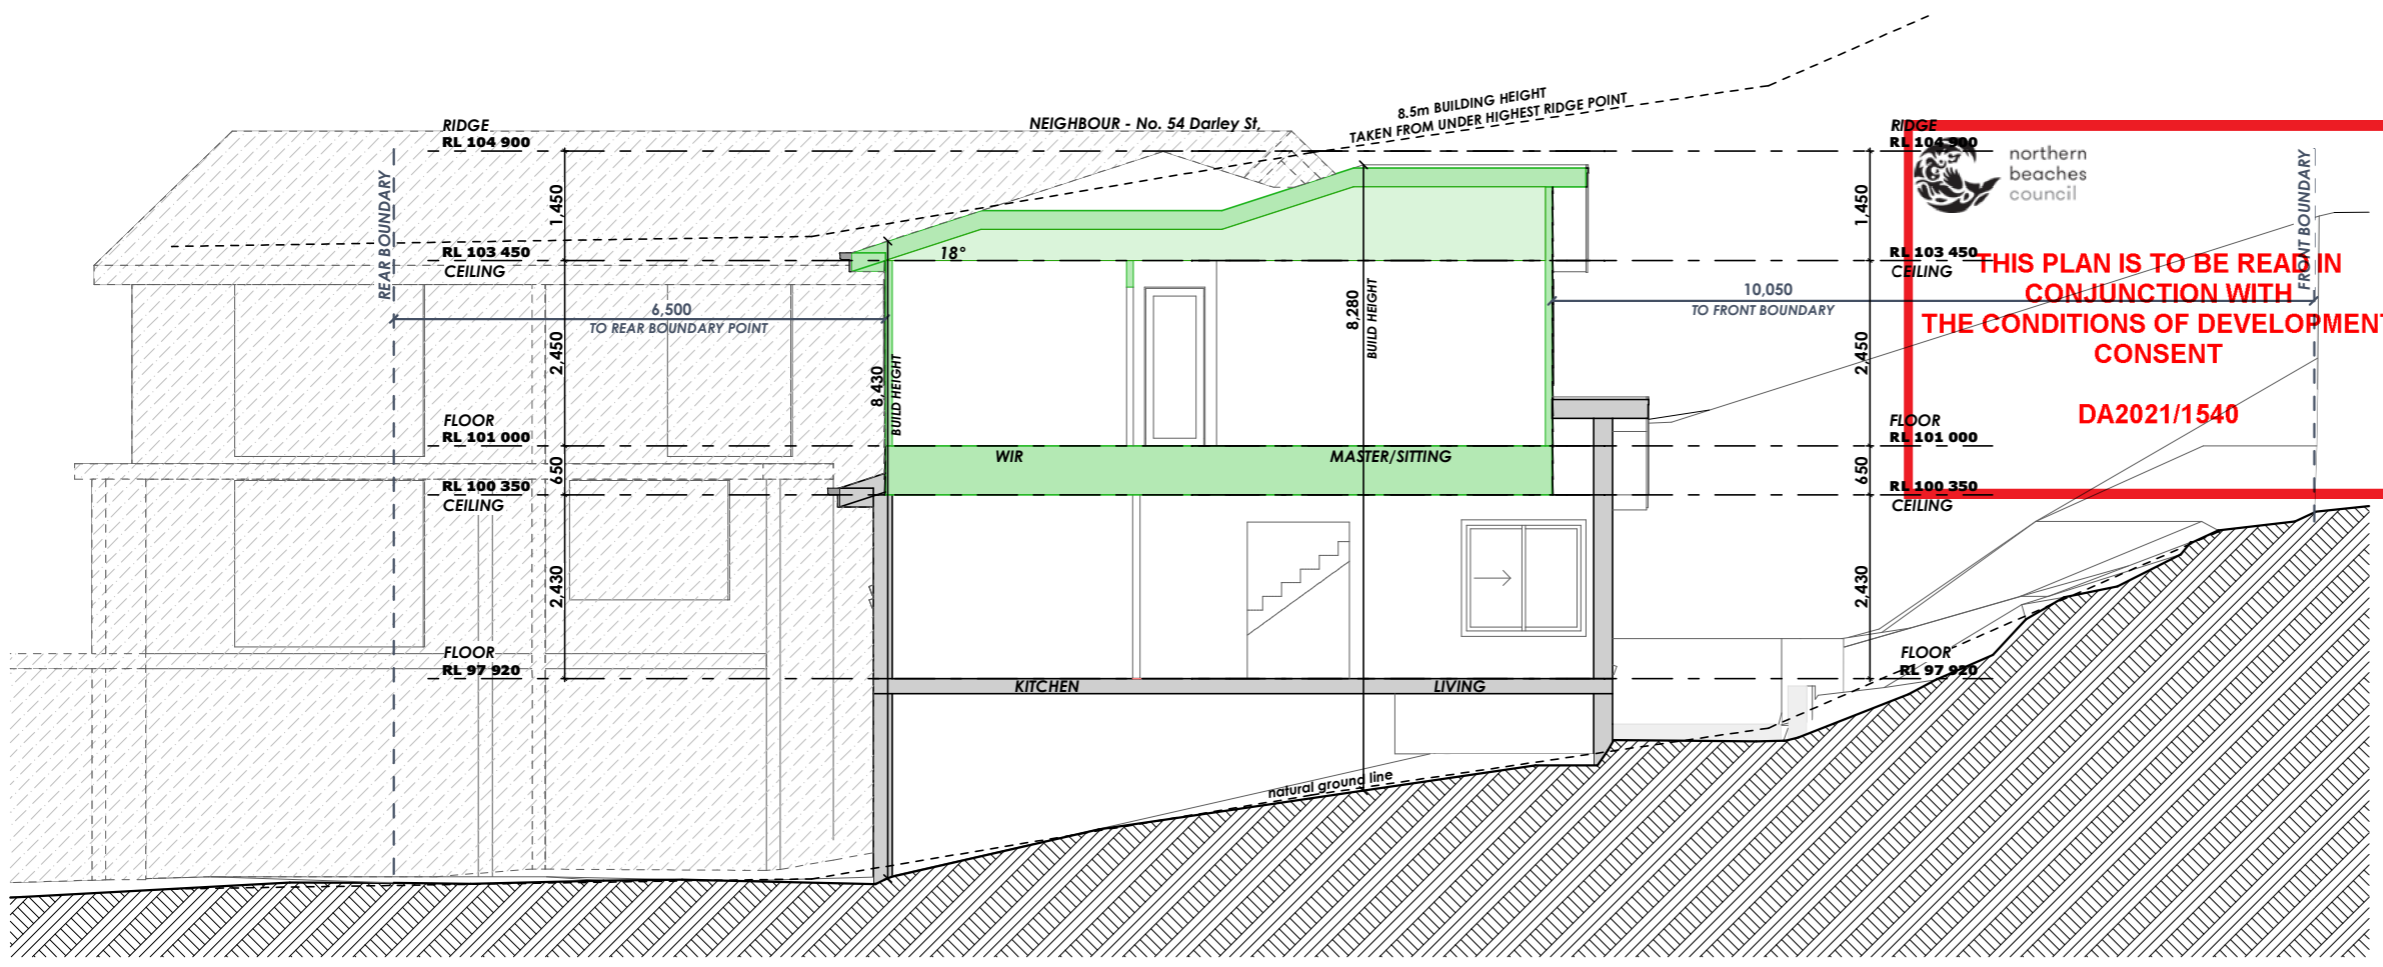 8.5m BUILDING HEIGHT
TAKEN FROM UNDER HIGHEST RIDGE POINT
NEIGHBOUR - No. 54 Darley St,
RIDGE
RL 104 900
RIDGE
RL 104 900
northern
beaches
council
REAR BOUNDARY
FRONT BOUNDARY
1,450
1,450
RL 103 450
CEILING
18°
RL 103 450
CEILING
THIS PLAN IS TO BE READ IN
CONJUNCTION WITH
THE CONDITIONS OF DEVELOPMENT
CONSENT
DA2021/1540
6,500
TO REAR BOUNDARY POINT
10,050
TO FRONT BOUNDARY
2,450
8,430
BUILD HEIGHT
8,280
BUILD HEIGHT
2,450
FLOOR
RL 101 000
FLOOR
RL 101 000
WIR
MASTER/SITTING
650
650
RL 100 350
CEILING
RL 100 350
CEILING
2,430
2,430
FLOOR
RL 97 920
FLOOR
RL 97 920
KITCHEN
LIVING
natural ground line